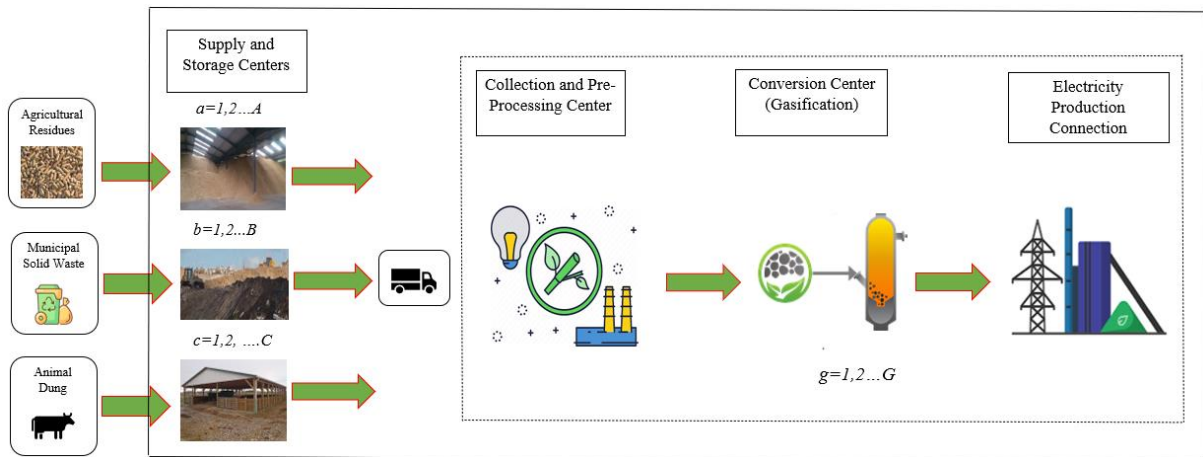 Agricultural
Residues
Municipal
Solid Waste
Animal
Dung
Supply and
Storage Centers
a=1,2...A
b=1,2...B
c=1,2, ....C
Collection and Pre-
Processing Center
Conversion Center
(Gasification)
g=1,2...G
Electricity
Production
Connection